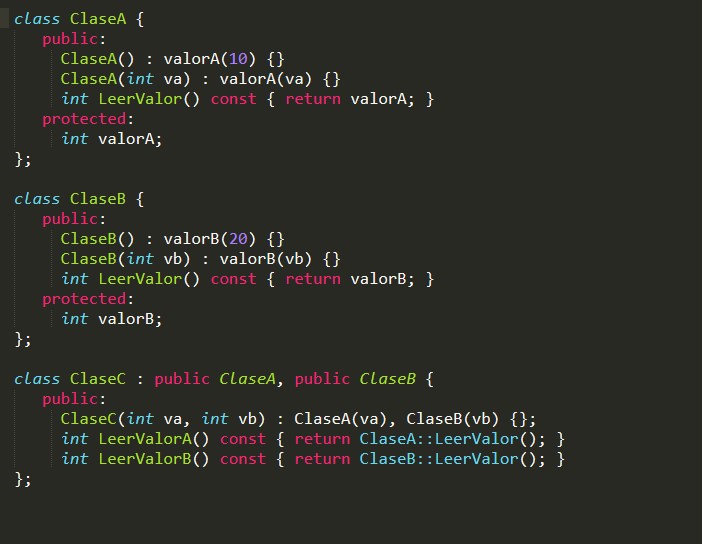 class ClaseA {
public:
ClaseA() : valorA(10) {}
ClaseA(int va) : valorA(va) {}
int LeerValor() const { return valorA; }
protected:
int valorA;
};
class ClaseB {
public:
ClaseB() : valorB(20) {}
ClaseB(int vb) : valorB(vb) {}
int LeerValor() const { return valorB; }
protected:
int valorB;
};
class ClaseC : public ClaseA, public ClaseB {
public:
ClaseC(int va, int vb) : ClaseA(va), ClaseB(vb) {};
int LeerValorA() const { return ClaseA::LeerValor(); }
int LeerValorB() const { return ClaseB::LeerValor(); }
};